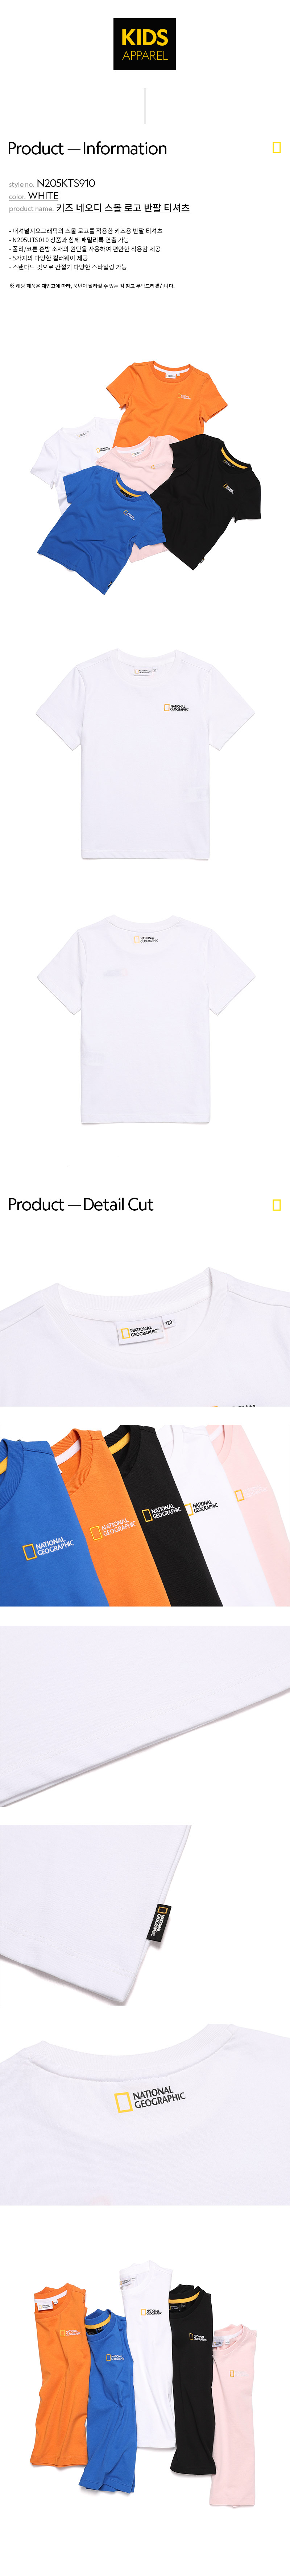 KIDS
APPAREL
Product — Information
style no. N205KTS910
color. WHITE
product name. 키즈 네오디 스몰 로고 반팔 티셔츠
- 내셔널지오그래픽의 스몰 로고를 적용한 키즈용 반팔 티셔츠
- N205UTS010 상품과 함께 패밀리룩 연출 가능
- 폴리/코튼 혼방 소재의 원단을 사용하여 편안한 착용감 제공
- 5가지의 다양한 컬러웨이 제공
- 스탠다드 핏으로 간절기 다양한 스타일링 가능
※ 해당 제품은 재입고에 따라, 폴번이 달라질 수 있는 점 참고 부탁드리겠습니다.
NATIONAL
GEOGRAPHIC
NATIONAL
GEOGRAPHIC
Product — Detail Cut
NATIONAL
GEOGRAPHIC
120
NATIONAL
GEOGRAPHIC
NATIONAL
GEOGRAPHIC
NATIONAL
GEOGRAPHIC
NATIONAL
GEOGRAPHIC
NATIONAL
GEOGRAPHIC
NATIONAL
GEOGRAPHIC
NATIONAL
GEOGRAPHIC
NATIONAL
GEOGRAPHIC
NATIONAL
GEOGRAPHIC
NATIONAL
GEOGRAPHIC